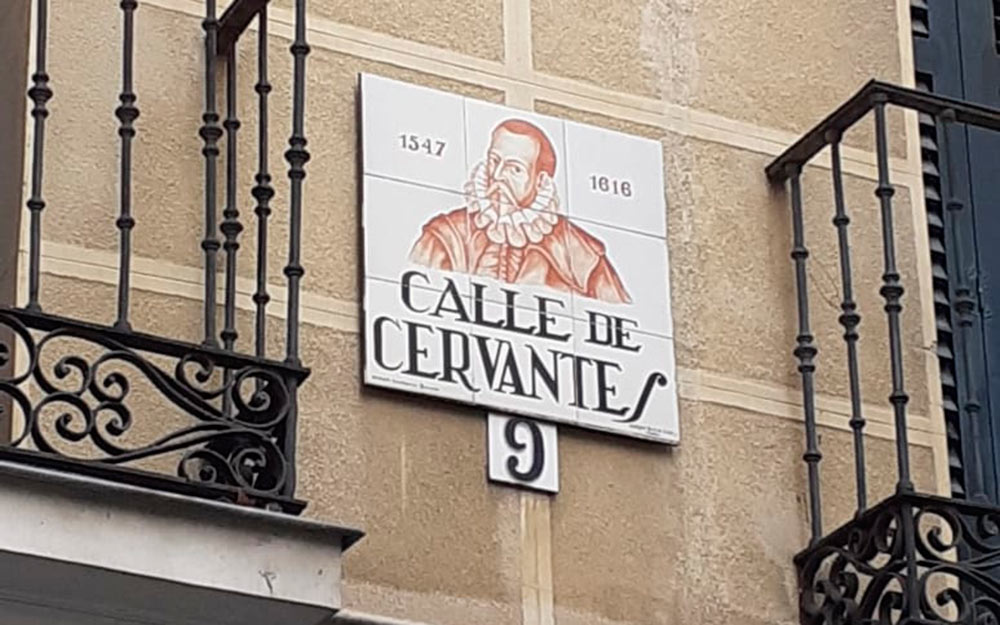 1547
1616
CALLE DE
CERVANTES
9